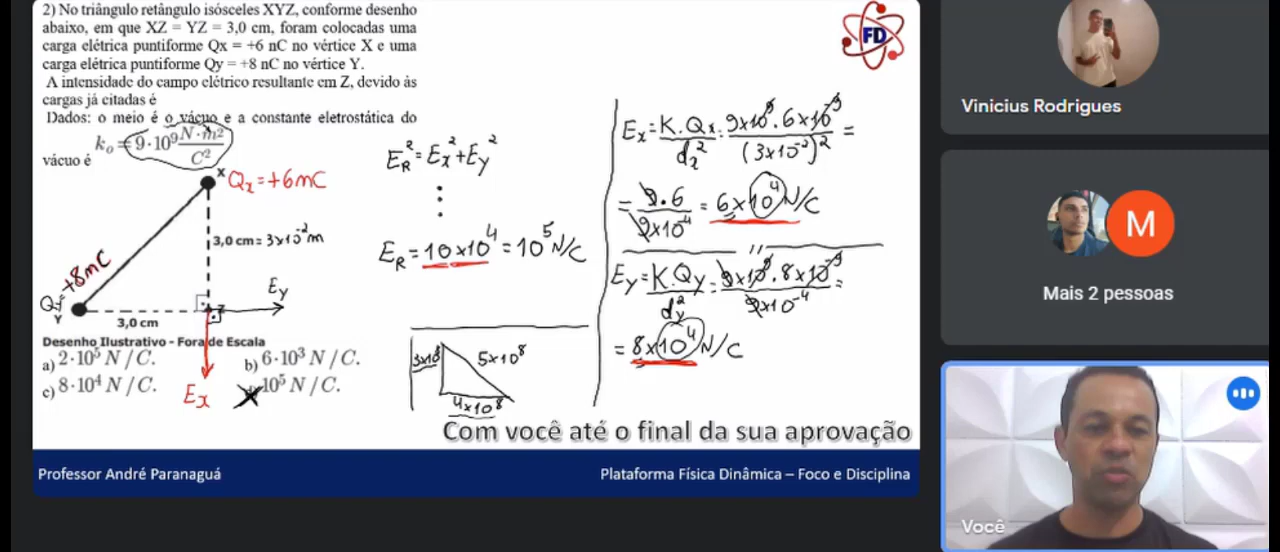 2) No triângulo retângulo isósceles XYZ, conforme desenho
abaixo, em que XZ = YZ = 3,0 cm, foram colocadas uma
carga elétrica puntiforme Qx = +6 nC no vértice X e uma
carga elétrica puntiforme Qy = +8 nC no vértice Y.
A intensidade do campo elétrico resultante em Z, devido às
cargas já citadas é
Dados: o meio é o vácuo e a constante eletrostática do
vácuo é k₀ = 9·10⁹ N·m²/C²
X Qx = +6nC
3,0 cm = 3x10⁻² m
+8nC
Qy
Y
3,0 cm
Ey
Ex
Desenho Ilustrativo - Fora de Escala
a) 2·10⁵ N / C.
b) 6·10³ N / C.
c) 8·10⁴ N / C.
10⁵ N / C.
E_R² = Ex² + Ey²
⋮
E_R = 10x10⁴ = 10⁵ N/C
3x10⁸
5x10⁸
4x10⁸
FD
Ex = K.Qx/dx² = 9x10⁹.6x10⁻⁹/(3x10⁻²)² =
= 9.6/9x10⁻⁴ = 6x10⁴ N/C
Ey = K.Qy/dy² = 9x10⁹.8x10⁻⁹/9x10⁻⁴ =
= 8x10⁴ N/C
Com você até o final da sua aprovação
Professor André Paranaguá
Plataforma Física Dinâmica – Foco e Disciplina
Vinicius Rodrigues
M
Mais 2 pessoas
Você